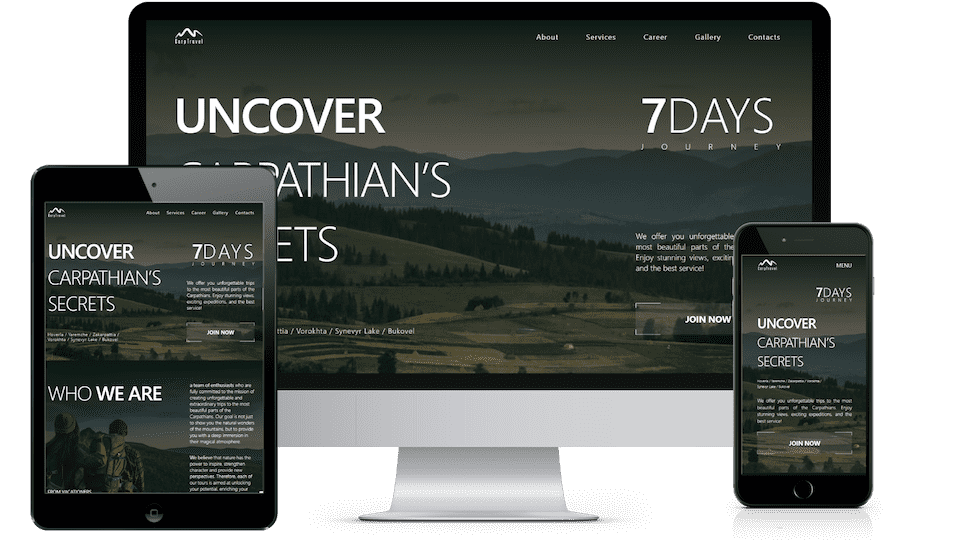 CarpTravel
About Services Career Gallery Contacts
UNCOVER
CARPATHIAN'S
ETS
7DAYS
JOURNEY
We offer you unforgettable
most beautiful parts of the
Enjoy stunning views, exciti
and the best service!
JOIN NOW
ttia / Vorokhta / Synevyr Lake / Bukovel
CarpTravel
About Services Career Gallery Contacts
UNCOVER
CARPATHIAN'S
SECRETS
7DAYS
JOURNEY
We offer you unforgettable trips
to the most beautiful parts of the
Carpathians. Enjoy stunning views,
exciting expeditions, and the best
service!
JOIN NOW
Hoverla / Yaremche / Zakarpattia /
Vorokhta / Synevyr Lake / Bukovel
WHO WE ARE
a team of enthusiasts who are
fully committed to the mission of
creating unforgettable and
extraordinary trips to the most
beautiful parts of the
Carpathians. Our goal is not just
to show you the natural wonders
of the mountains, but to provide
you with a deep immersion in
their magical atmosphere.
We believe that nature has the
power to inspire, strengthen
character and provide new
perspectives. Therefore, each of
our tours is aimed at unlocking
your potential, enriching your
FROM VACATIONERS
CarpTravel
MENU
7DAYS
JOURNEY
UNCOVER
CARPATHIAN'S
SECRETS
Hoverla / Yaremche / Zakarpattia / Vorokhta /
Synevyr Lake / Bukovel
We offer you unforgettable trips to the most
beautiful parts of the Carpathians. Enjoy
stunning views, exciting expeditions, and the
best service!
JOIN NOW